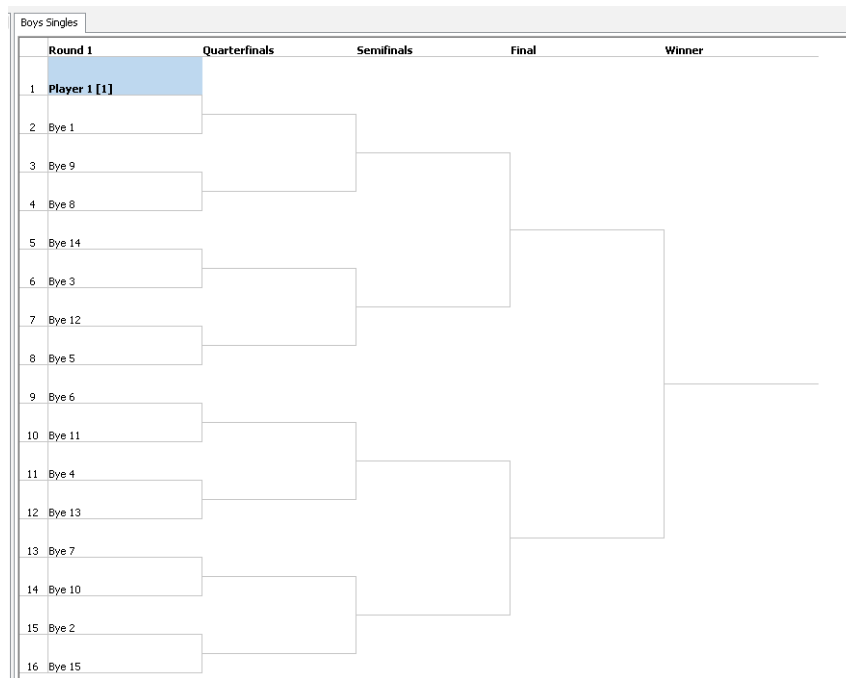 Boys Singles
Round 1 Quarterfinals Semifinals Final Winner
1 Player 1 [1]
2 Bye 1
3 Bye 9
4 Bye 8
5 Bye 14
6 Bye 3
7 Bye 12
8 Bye 5
9 Bye 6
10 Bye 11
11 Bye 4
12 Bye 13
13 Bye 7
14 Bye 10
15 Bye 2
16 Bye 15